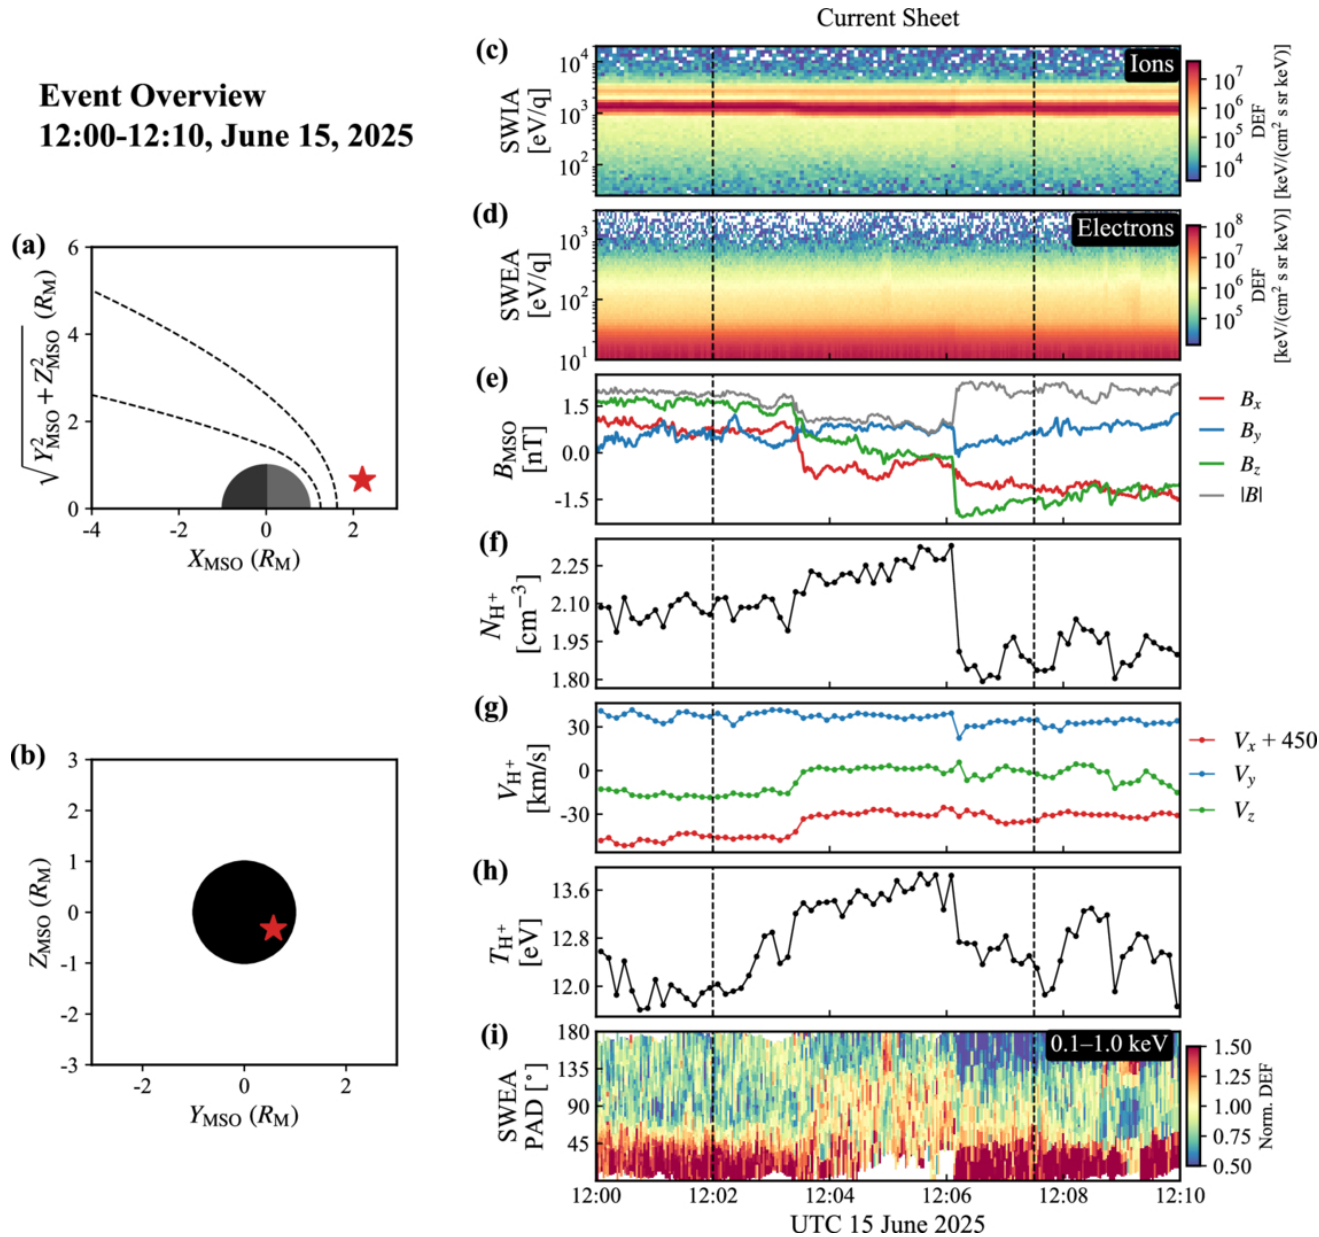 Current Sheet
Event Overview
12:00-12:10, June 15, 2025
(a)
6
4
2
0
√Y²MSO + Z²MSO (RM)
-4 -2 0 2
XMSO (RM)
(b)
3
2
1
0
-1
-2
-3
ZMSO (RM)
-2 0 2
YMSO (RM)
(c)
SWIA
[eV/q]
10⁴
10³
10²
Ions
10⁷
10⁶
10⁵
10⁴
DEF
[keV/(cm² s sr keV)]
(d)
SWEA
[eV/q]
10³
10²
10¹
Electrons
10⁸
10⁷
10⁶
10⁵
DEF
[keV/(cm² s sr keV)]
(e)
BMSO
[nT]
1.5
0.0
-1.5
Bx
By
Bz
|B|
(f)
NH+
[cm⁻³]
2.25
2.10
1.95
1.80
(g)
VH+
[km/s]
30
0
-30
Vx + 450
Vy
Vz
(h)
TH+
[eV]
13.6
12.8
12.0
(i)
SWEA
PAD [°]
180
135
90
45
0.1–1.0 keV
1.50
1.25
1.00
0.75
0.50
Norm. DEF
12:00 12:02 12:04 12:06 12:08 12:10
UTC 15 June 2025